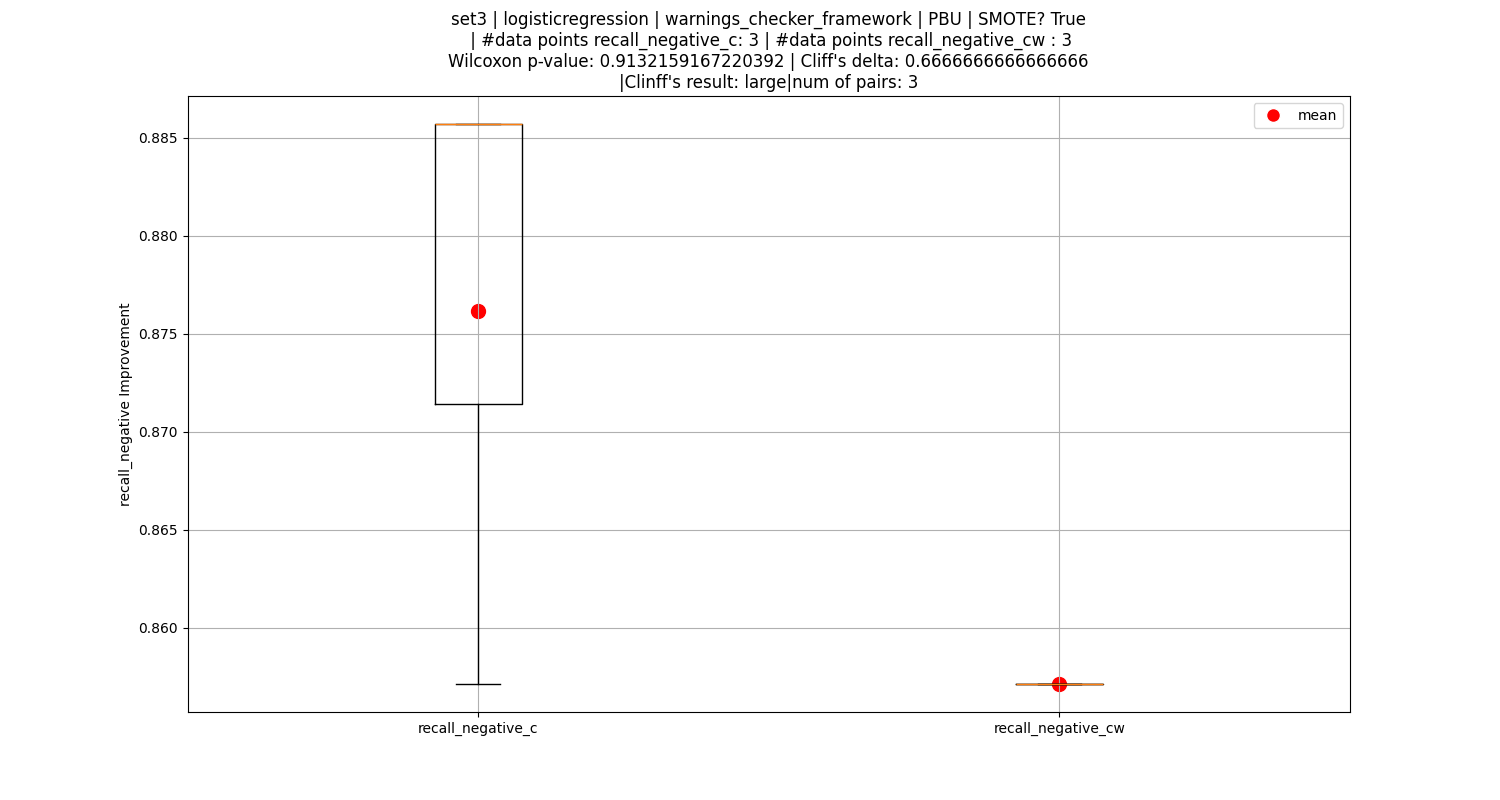 set3 | logisticregression | warnings_checker_framework | PBU | SMOTE? True
| #data points recall_negative_c: 3 | #data points recall_negative_cw : 3
Wilcoxon p-value: 0.9132159167220392 | Cliff's delta: 0.6666666666666666
|Clinff's result: large|num of pairs: 3
mean
0.885
0.880
0.875
0.870
0.865
0.860
recall_negative Improvement
recall_negative_c
recall_negative_cw